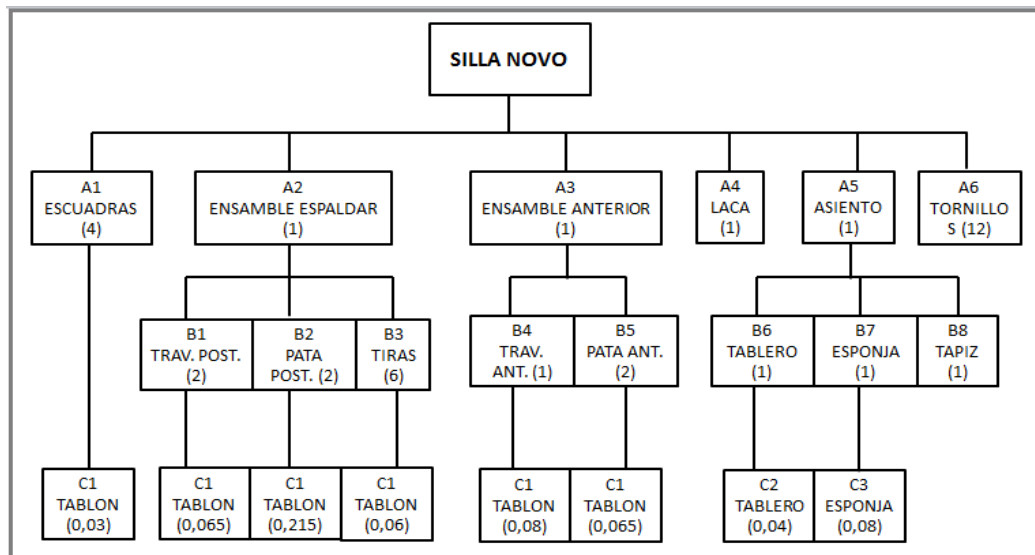 SILLA NOVO
A1
ESCUADRAS
(4)
A2
ENSAMBLE ESPALDAR
(1)
A3
ENSAMBLE ANTERIOR
(1)
A4
LACA
(1)
A5
ASIENTO
(1)
A6
TORNILLO
S (12)
B1
TRAV. POST.
(2)
B2
PATA
POST. (2)
B3
TIRAS
(6)
B4
TRAV.
ANT. (1)
B5
PATA ANT.
(2)
B6
TABLERO
(1)
B7
ESPONJA
(1)
B8
TAPIZ
(1)
C1
TABLON
(0,03)
C1
TABLON
(0,065)
C1
TABLON
(0,215)
C1
TABLON
(0,06)
C1
TABLON
(0,08)
C1
TABLON
(0,065)
C2
TABLERO
(0,04)
C3
ESPONJA
(0,08)